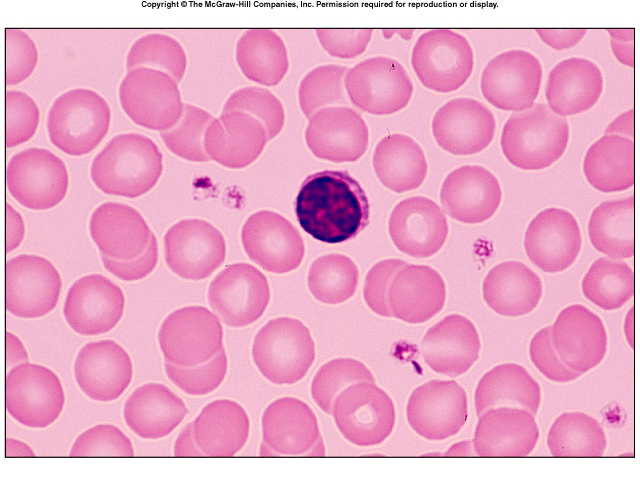 Copyright © The McGraw-Hill Companies, Inc. Permission required for reproduction or display.